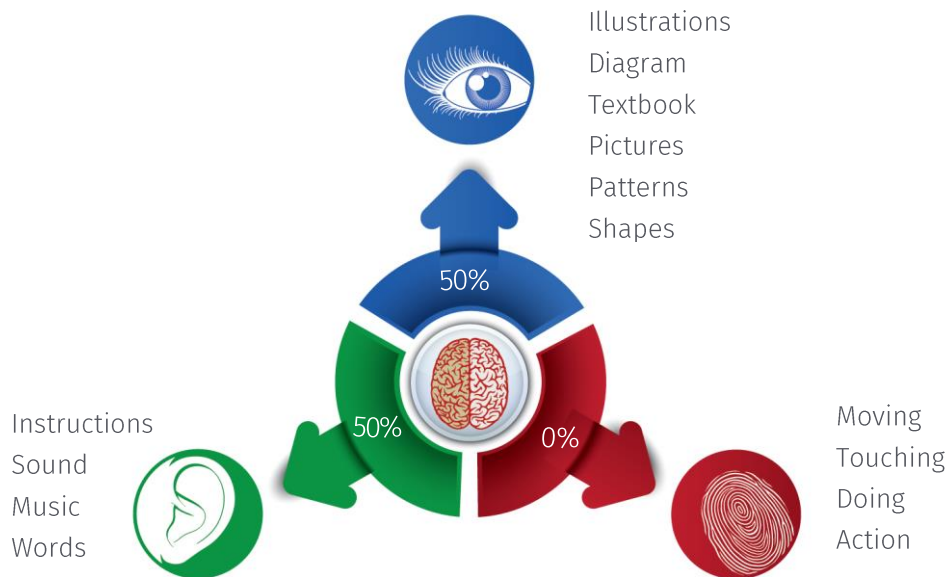 Illustrations
Diagram
Textbook
Pictures
Patterns
Shapes
50%
50%
0%
Instructions
Sound
Music
Words
Moving
Touching
Doing
Action